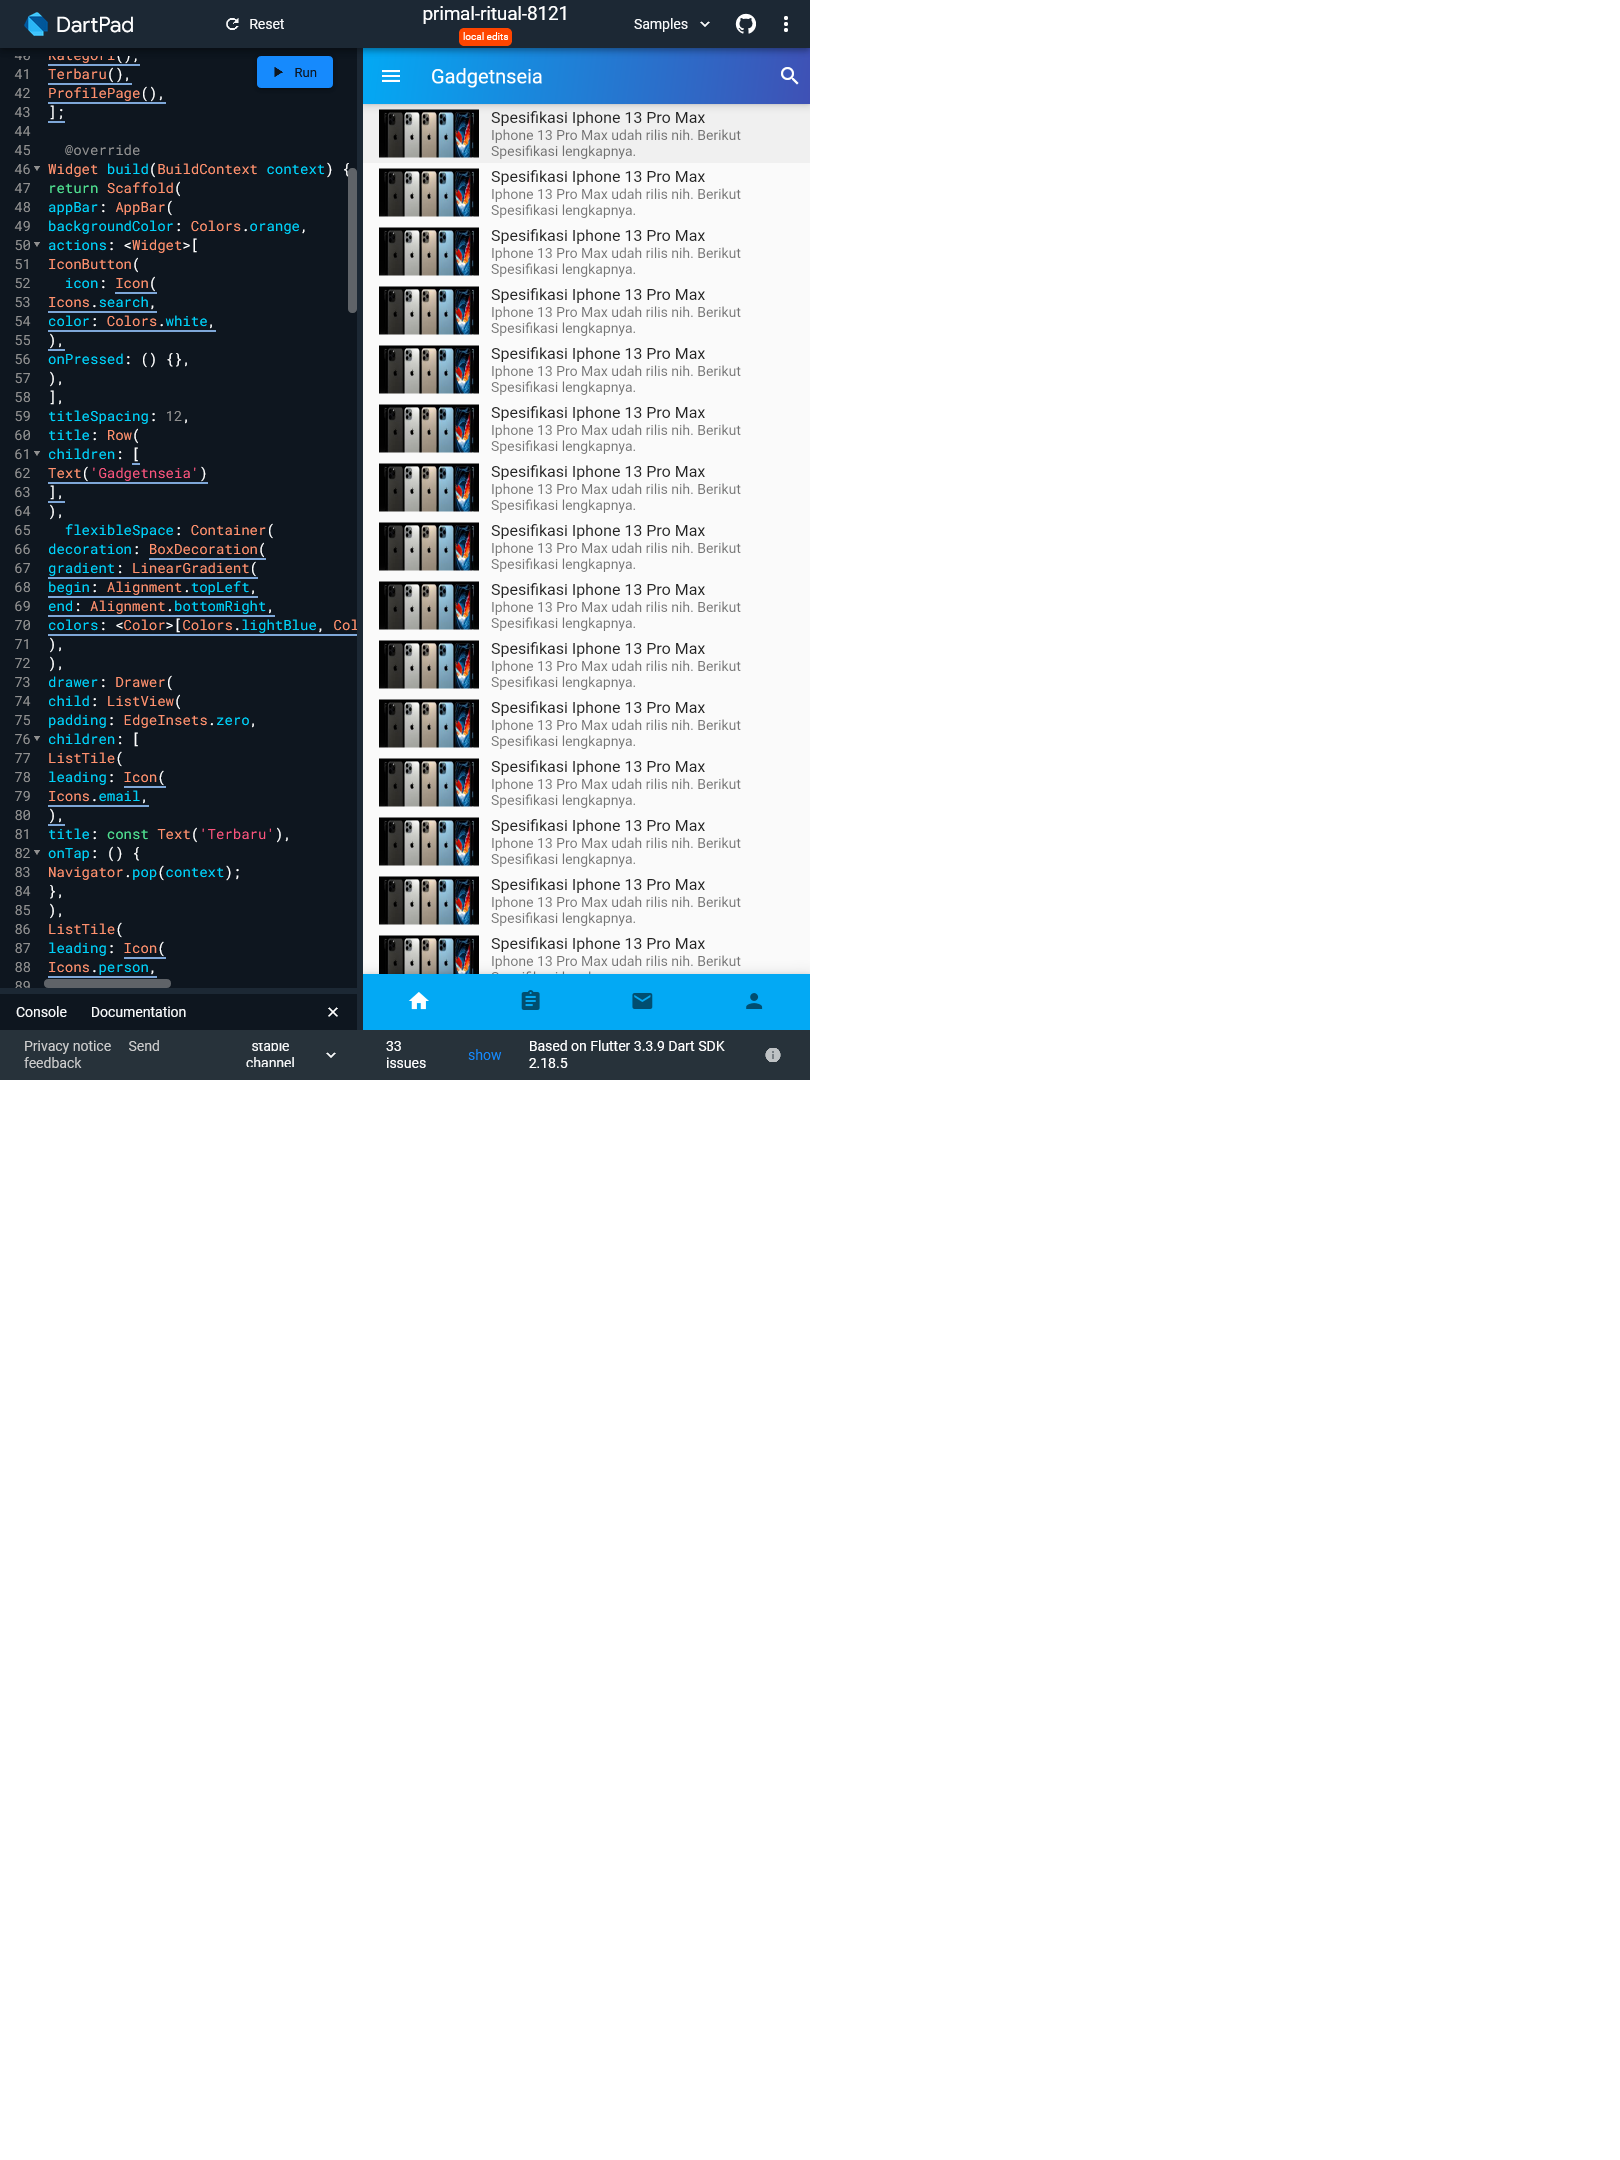 DartPad
Reset
primal-ritual-8121
local edits
Samples
41 Terbaru(),
42 ProfilePage(),
43 ];
44
45 @override
46 Widget build(BuildContext context) {
47 return Scaffold(
48 appBar: AppBar(
49 backgroundColor: Colors.orange,
50 actions: <Widget>[
51 IconButton(
52 icon: Icon(
53 Icons.search,
54 color: Colors.white,
55 ),
56 onPressed: () {},
57 ),
58 ],
59 titleSpacing: 12,
60 title: Row(
61 children: [
62 Text('Gadgetnseia')
63 ],
64 ),
65 flexibleSpace: Container(
66 decoration: BoxDecoration(
67 gradient: LinearGradient(
68 begin: Alignment.topLeft,
69 end: Alignment.bottomRight,
70 colors: <Color>[Colors.lightBlue, Col
71 ),
72 ),
73 drawer: Drawer(
74 child: ListView(
75 padding: EdgeInsets.zero,
76 children: [
77 ListTile(
78 leading: Icon(
79 Icons.email,
80 ),
81 title: const Text('Terbaru'),
82 onTap: () {
83 Navigator.pop(context);
84 },
85 ),
86 ListTile(
87 leading: Icon(
88 Icons.person,
89
Run
Console
Documentation
Gadgetnseia
Spesifikasi Iphone 13 Pro Max
Iphone 13 Pro Max udah rilis nih. Berikut
Spesifikasi lengkapnya.
Spesifikasi Iphone 13 Pro Max
Iphone 13 Pro Max udah rilis nih. Berikut
Spesifikasi lengkapnya.
Spesifikasi Iphone 13 Pro Max
Iphone 13 Pro Max udah rilis nih. Berikut
Spesifikasi lengkapnya.
Spesifikasi Iphone 13 Pro Max
Iphone 13 Pro Max udah rilis nih. Berikut
Spesifikasi lengkapnya.
Spesifikasi Iphone 13 Pro Max
Iphone 13 Pro Max udah rilis nih. Berikut
Spesifikasi lengkapnya.
Spesifikasi Iphone 13 Pro Max
Iphone 13 Pro Max udah rilis nih. Berikut
Spesifikasi lengkapnya.
Spesifikasi Iphone 13 Pro Max
Iphone 13 Pro Max udah rilis nih. Berikut
Spesifikasi lengkapnya.
Spesifikasi Iphone 13 Pro Max
Iphone 13 Pro Max udah rilis nih. Berikut
Spesifikasi lengkapnya.
Spesifikasi Iphone 13 Pro Max
Iphone 13 Pro Max udah rilis nih. Berikut
Spesifikasi lengkapnya.
Spesifikasi Iphone 13 Pro Max
Iphone 13 Pro Max udah rilis nih. Berikut
Spesifikasi lengkapnya.
Spesifikasi Iphone 13 Pro Max
Iphone 13 Pro Max udah rilis nih. Berikut
Spesifikasi lengkapnya.
Spesifikasi Iphone 13 Pro Max
Iphone 13 Pro Max udah rilis nih. Berikut
Spesifikasi lengkapnya.
Spesifikasi Iphone 13 Pro Max
Iphone 13 Pro Max udah rilis nih. Berikut
Spesifikasi lengkapnya.
Spesifikasi Iphone 13 Pro Max
Iphone 13 Pro Max udah rilis nih. Berikut
Spesifikasi lengkapnya.
Spesifikasi Iphone 13 Pro Max
Iphone 13 Pro Max udah rilis nih. Berikut
Privacy notice Send
feedback
stable
channel
33
issues
show
Based on Flutter 3.3.9 Dart SDK
2.18.5